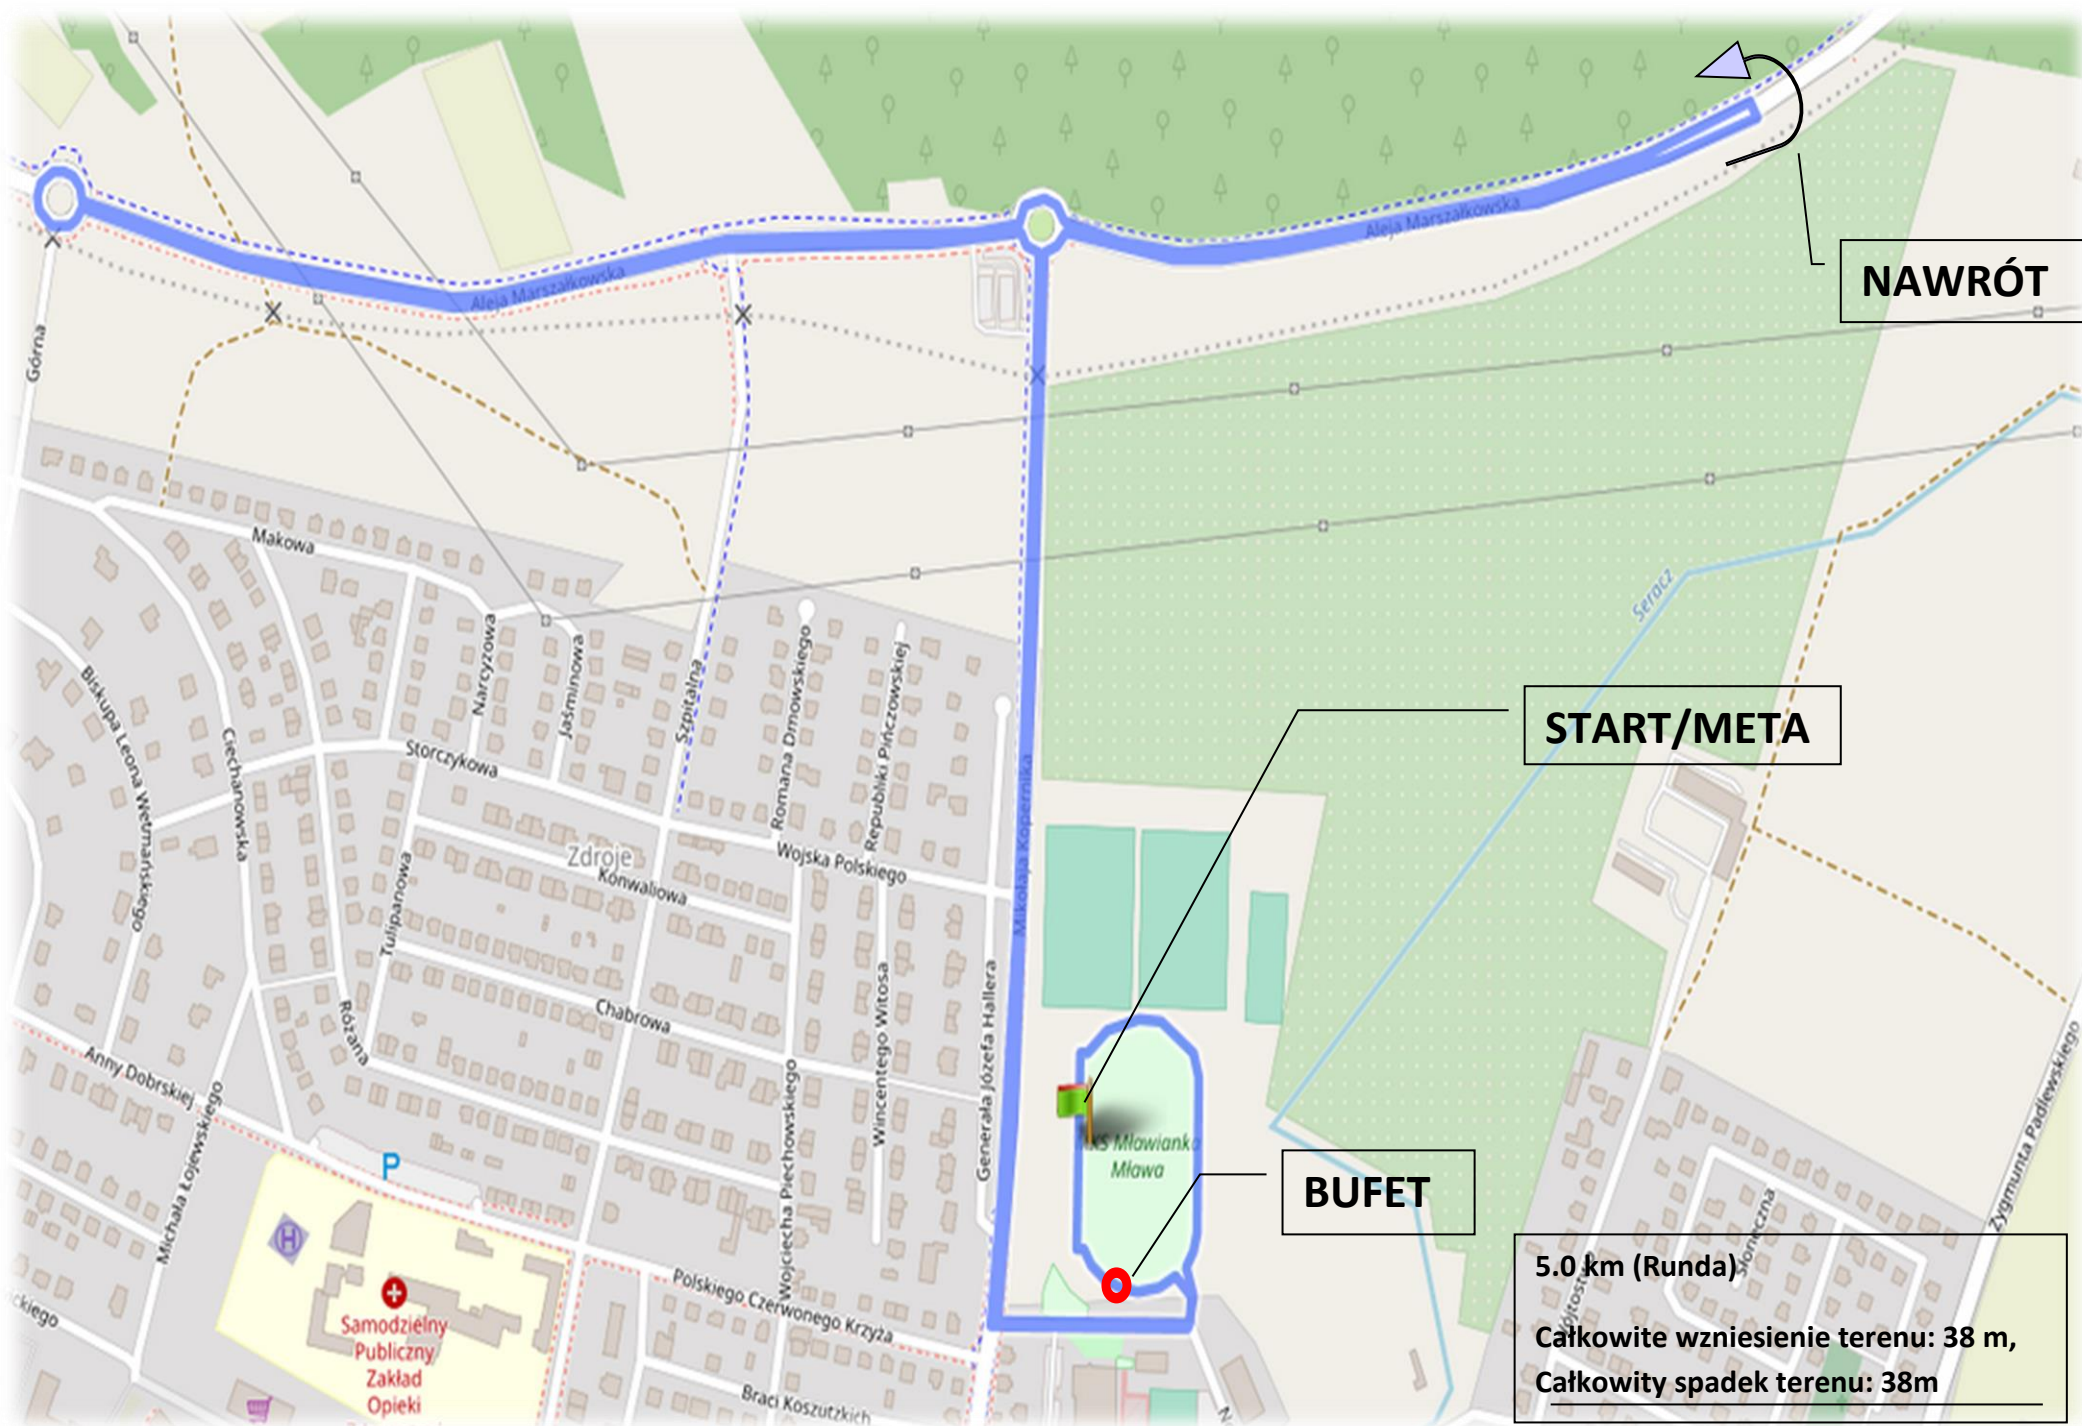 Aleja Marszałkowska
NAWRÓT
Aleja Marszałkowska
Górna
Makowa
Seracz
Narcyzowa
Jaśminowa
Szpitalna
Romana Dmowskiego
Republiki Pińczowskiej
Biskupa Leona Wetmańskiego
Ciechanowska
START/META
Storczykowa
Mikołaja Kopernika
Zdroje
Wojska Polskiego
Konwaliowa
Tulipanowa
Wincentego Witosa
Generała Józefa Hallera
Chabrowa
Różana
Anny Dobrskiej
Michała Łojewskiego
Wojciecha Piechowskiego
Zygmunta Padlewskiego
P
H
MKS Mławianka
Mława
BUFET
Słoneczna
Polskiego Czerwonego Krzyża
Samodzielny
Publiczny
Zakład
Opieki
Braci Koszutzkich
5.0 km (Runda)
Całkowite wzniesienie terenu: 38 m,
Całkowity spadek terenu: 38m